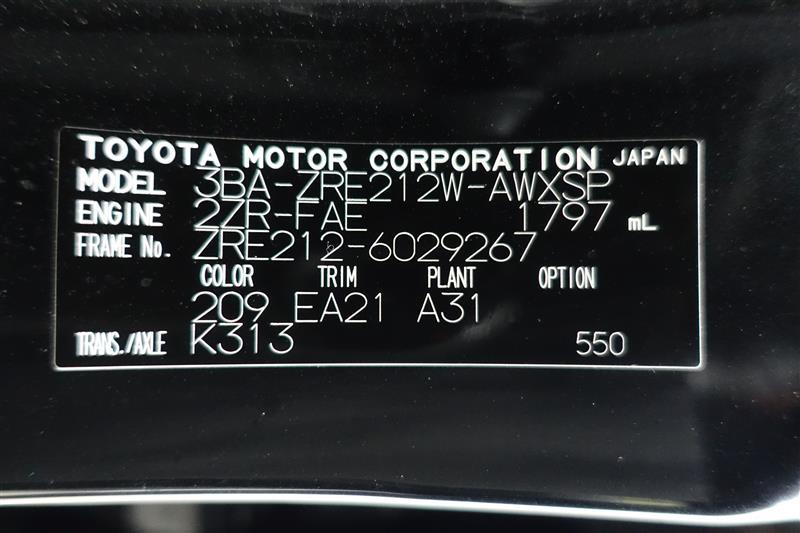 TOYOTA MOTOR CORPORATION JAPAN
MODEL 3BA-ZRE212W-AWXSP
ENGINE 2ZR-FAE 1797 mL
FRAME No. ZRE212-6029267
COLOR TRIM PLANT OPTION
209 EA21 A31
TRANS./AXLE K313 550